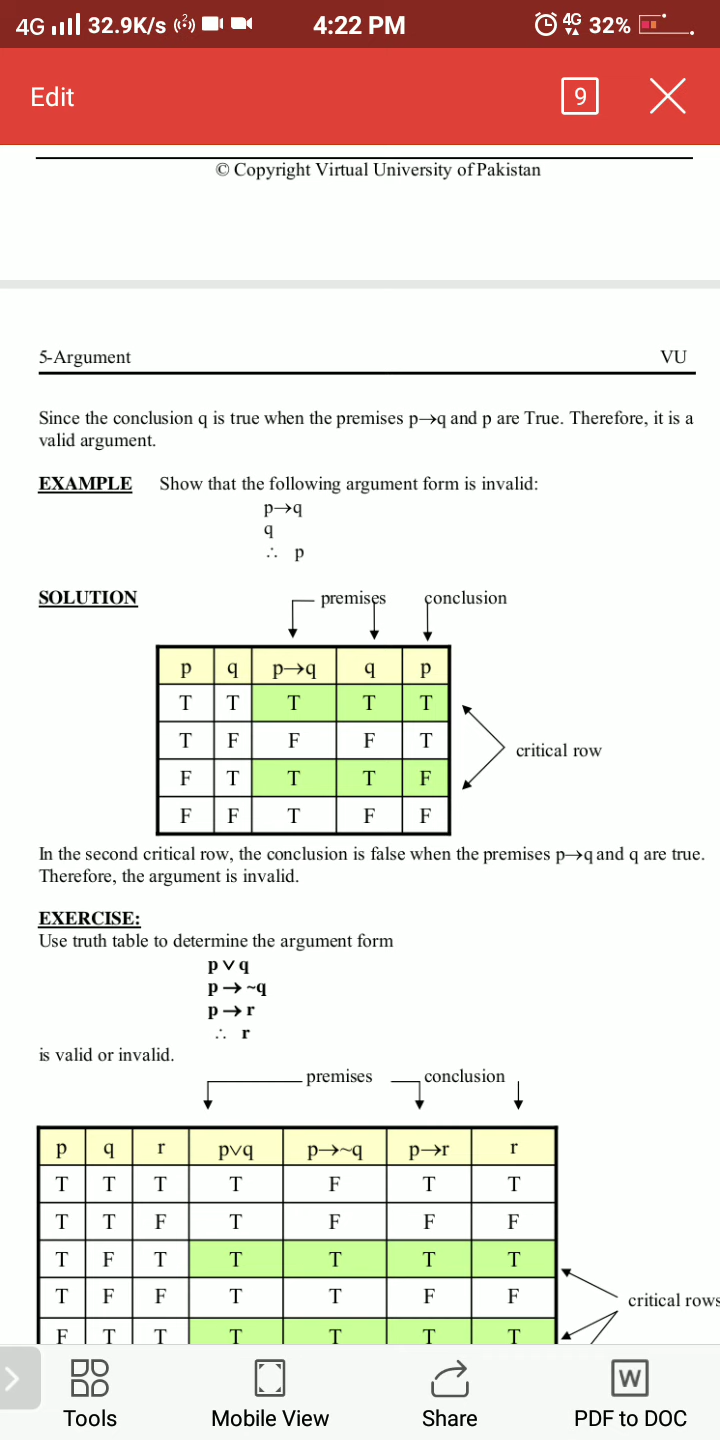 4G 32.9K/s 4:22 PM 4G 32%
Edit 9
© Copyright Virtual University of Pakistan
5-Argument VU
Since the conclusion q is true when the premises p→q and p are True. Therefore, it is a
valid argument.
EXAMPLE Show that the following argument form is invalid:
p→q
q
∴ p
SOLUTION premises conclusion
p q p→q q p
T T T T T
T F F F T
critical row
F T T T F
F F T F F
In the second critical row, the conclusion is false when the premises p→q and q are true.
Therefore, the argument is invalid.
EXERCISE:
Use truth table to determine the argument form
p ∨ q
p → ~q
p → r
∴ r
is valid or invalid.
premises conclusion
p q r p∨q p→~q p→r r
T T T T F T T
T T F T F F F
T F T T T T T
T F F T T F F
critical rows
F T T T T T T
Tools Mobile View Share W PDF to DOC